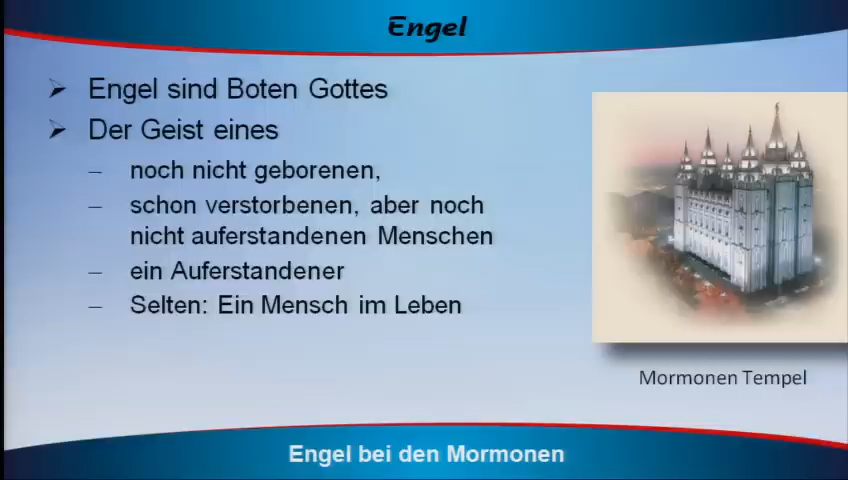 Engel
Engel sind Boten Gottes
Der Geist eines
– noch nicht geborenen,
– schon verstorbenen, aber noch
nicht auferstandenen Menschen
– ein Auferstandener
– Selten: Ein Mensch im Leben
Mormonen Tempel
Engel bei den Mormonen